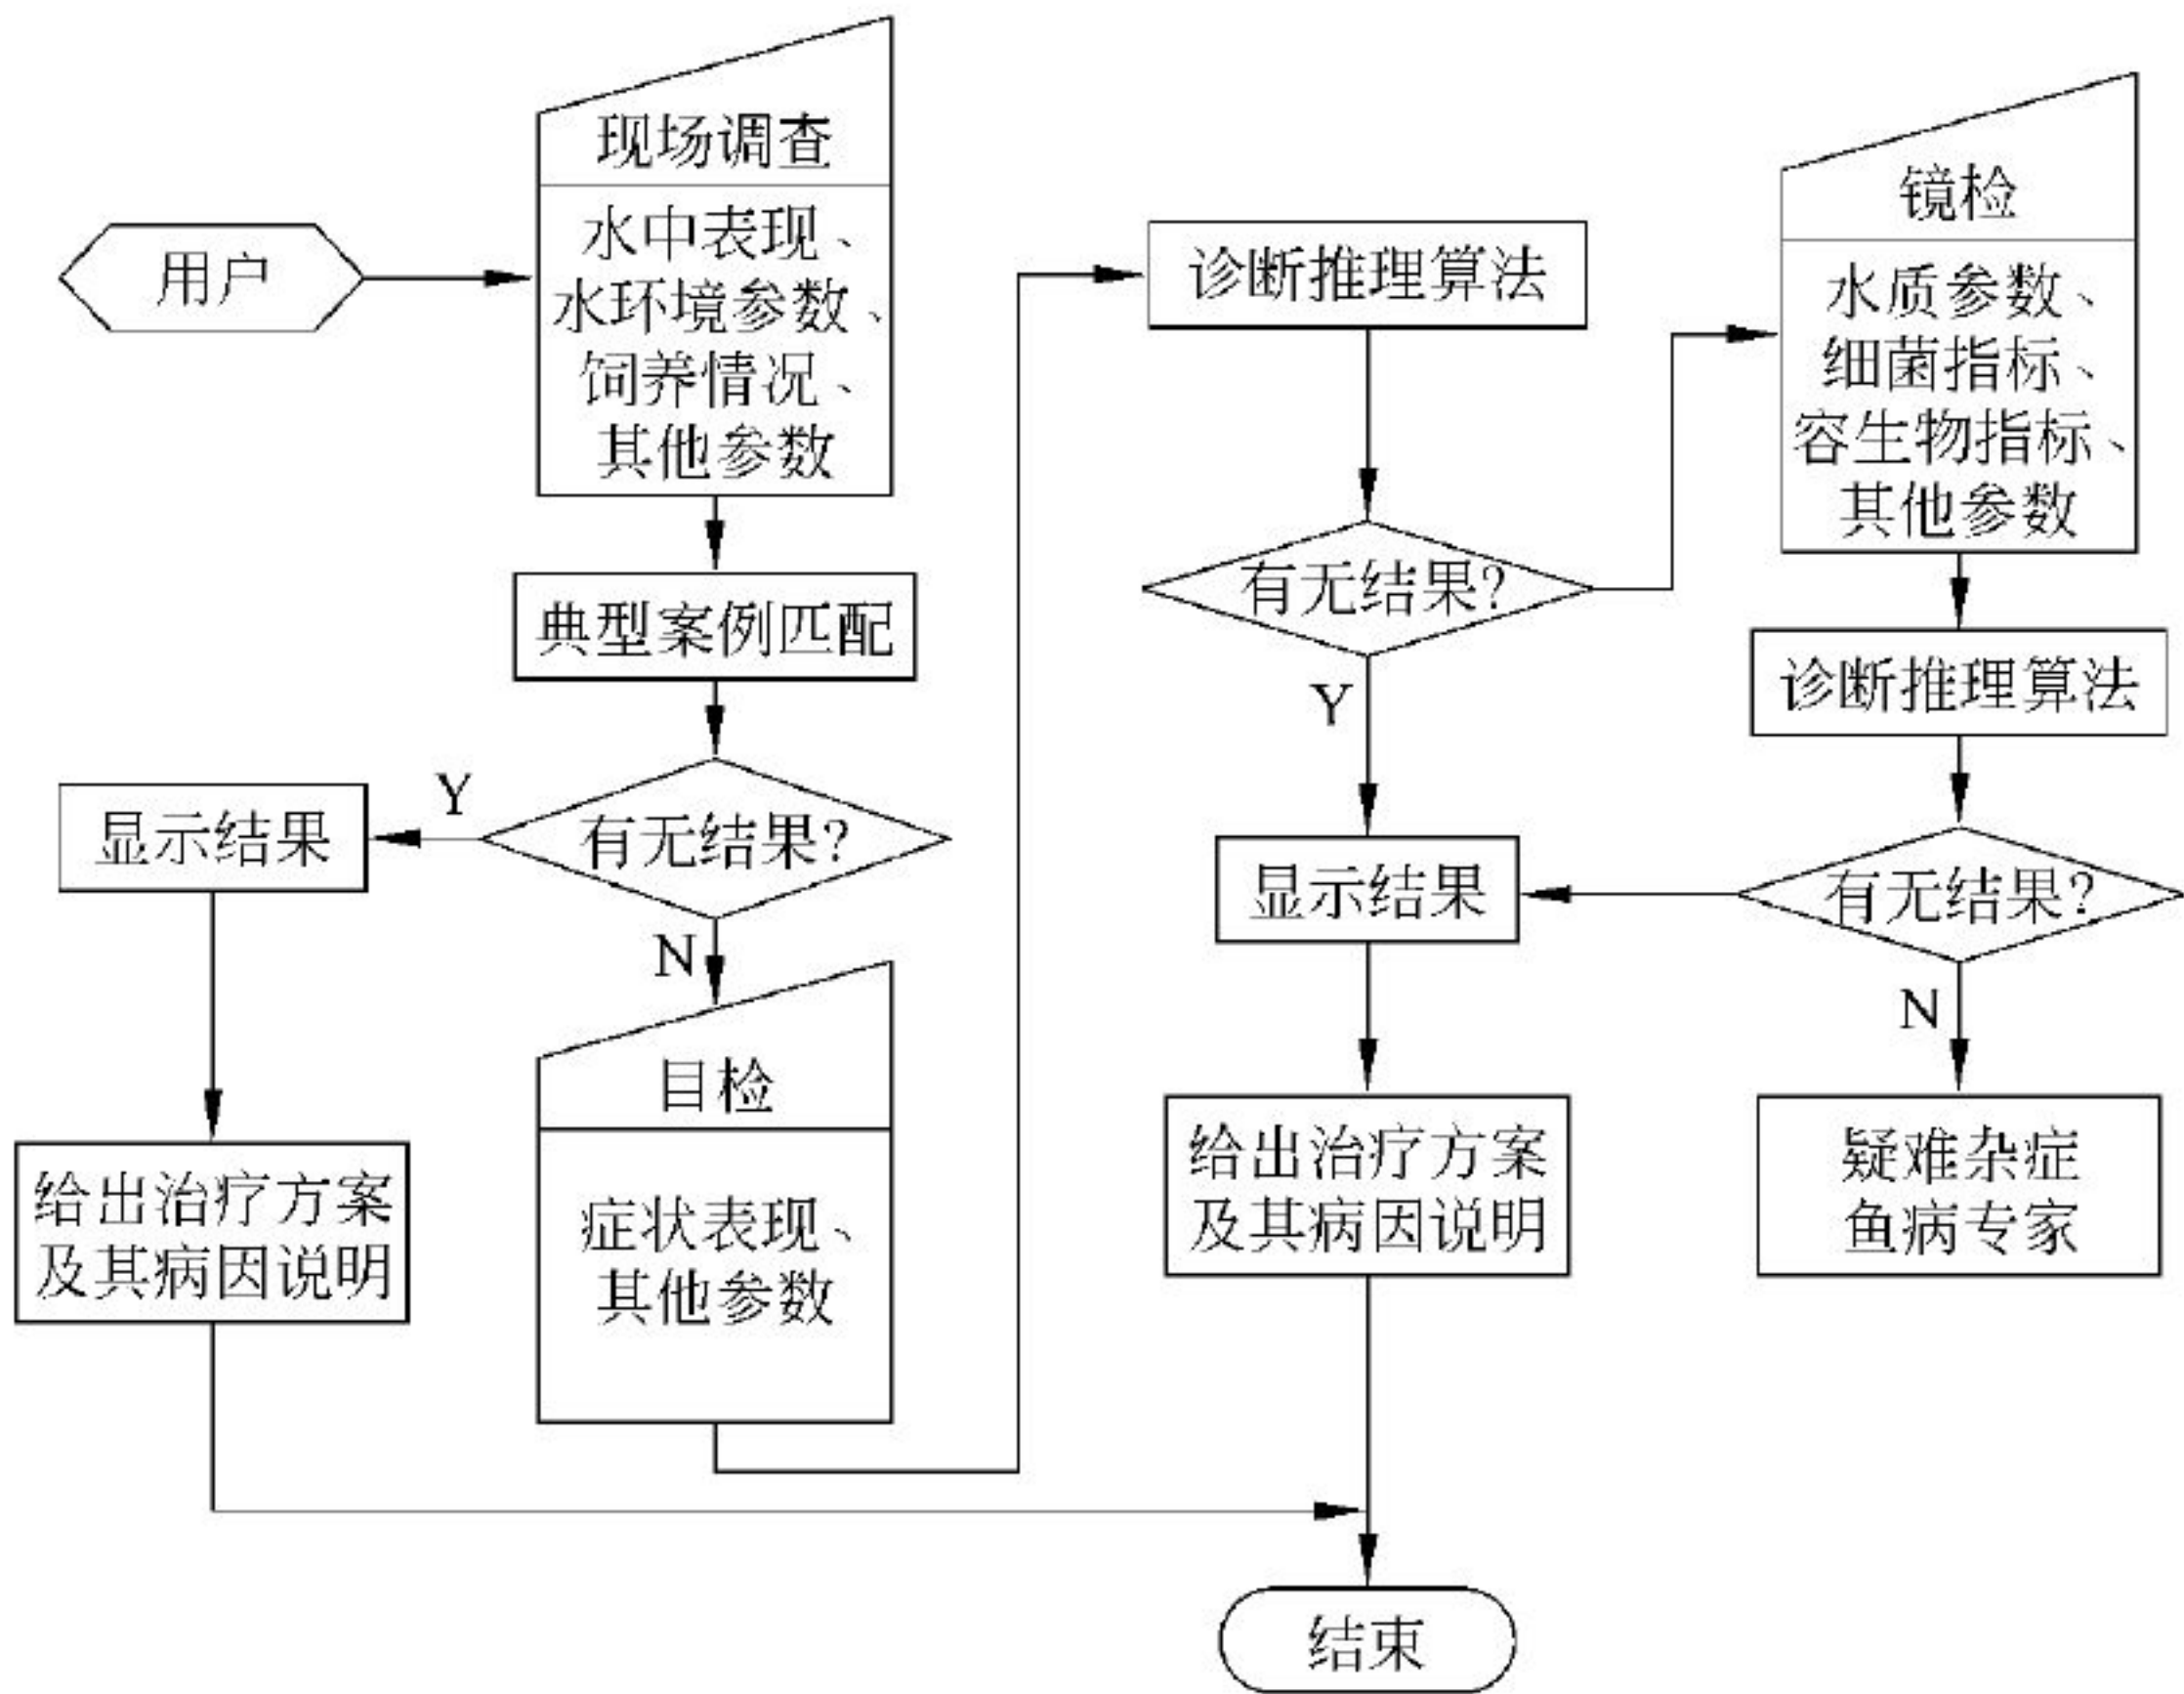 用户
现场调查
水中表现、
水环境参数、
饲养情况、
其他参数
典型案例匹配
有无结果?
Y
显示结果
给出治疗方案
及其病因说明
N
目检
症状表现、
其他参数
诊断推理算法
有无结果?
Y
显示结果
给出治疗方案
及其病因说明
结束
镜检
水质参数、
细菌指标、
容生物指标、
其他参数
诊断推理算法
有无结果?
N
疑难杂症
鱼病专家